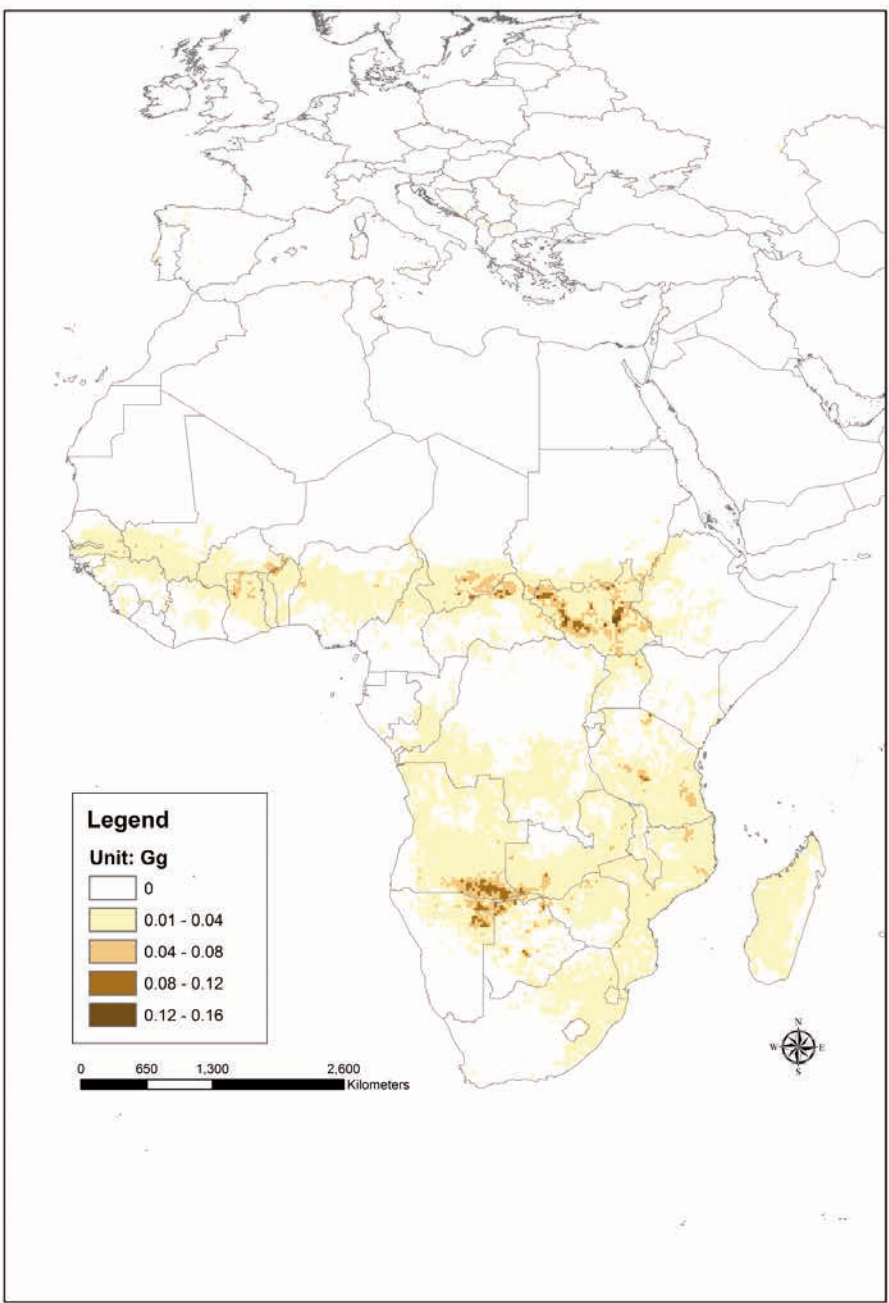 Legend
Unit: Gg
0
0.01 - 0.04
0.04 - 0.08
0.08 - 0.12
0.12 - 0.16
0 650 1,300 2,600
Kilometers
N
W E
S